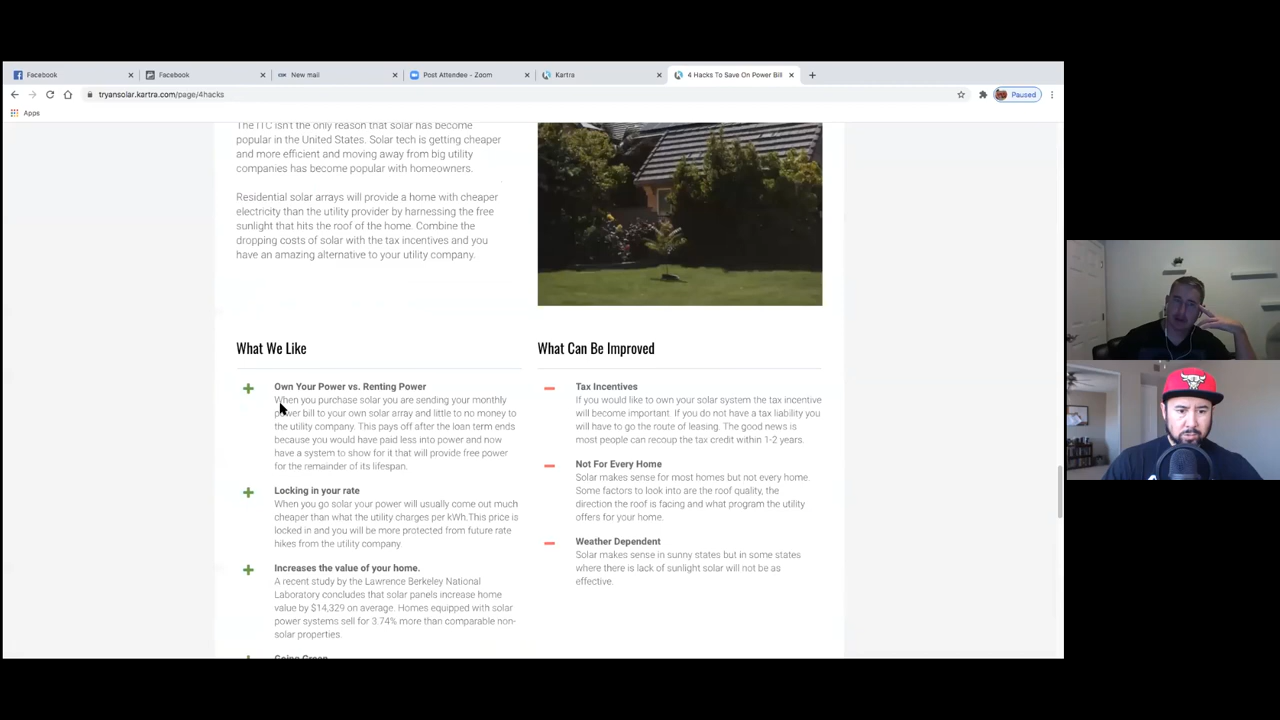 Facebook
Facebook
New mail
Post Attendee - Zoom
Kartra
4 Hacks To Save On Power Bill
tryansolar.kartra.com/page/4hacks
Paused
Apps
The ITC isn't the only reason that solar has become
popular in the United States. Solar tech is getting cheaper
and more efficient and moving away from big utility
companies has become popular with homeowners.
Residential solar arrays will provide a home with cheaper
electricity than the utility provider by harnessing the free
sunlight that hits the roof of the home. Combine the
dropping costs of solar with the tax incentives and you
have an amazing alternative to your utility company.
What We Like
Own Your Power vs. Renting Power
When you purchase solar you are sending your monthly
power bill to your own solar array and little to no money to
the utility company. This pays off after the loan term ends
because you would have paid less into power and now
have a system to show for it that will provide free power
for the remainder of its lifespan.
Locking in your rate
When you go solar your power will usually come out much
cheaper than what the utility charges per kWh.This price is
locked in and you will be more protected from future rate
hikes from the utility company.
Increases the value of your home.
A recent study by the Lawrence Berkeley National
Laboratory concludes that solar panels increase home
value by $14,329 on average. Homes equipped with solar
power systems sell for 3.74% more than comparable non-
solar properties.
Going Green
What Can Be Improved
Tax Incentives
If you would like to own your solar system the tax incentive
will become important. If you do not have a tax liability you
will have to go the route of leasing. The good news is
most people can recoup the tax credit within 1-2 years.
Not For Every Home
Solar makes sense for most homes but not every home.
Some factors to look into are the roof quality, the
direction the roof is facing and what program the utility
offers for your home.
Weather Dependent
Solar makes sense in sunny states but in some states
where there is lack of sunlight solar will not be as
effective.